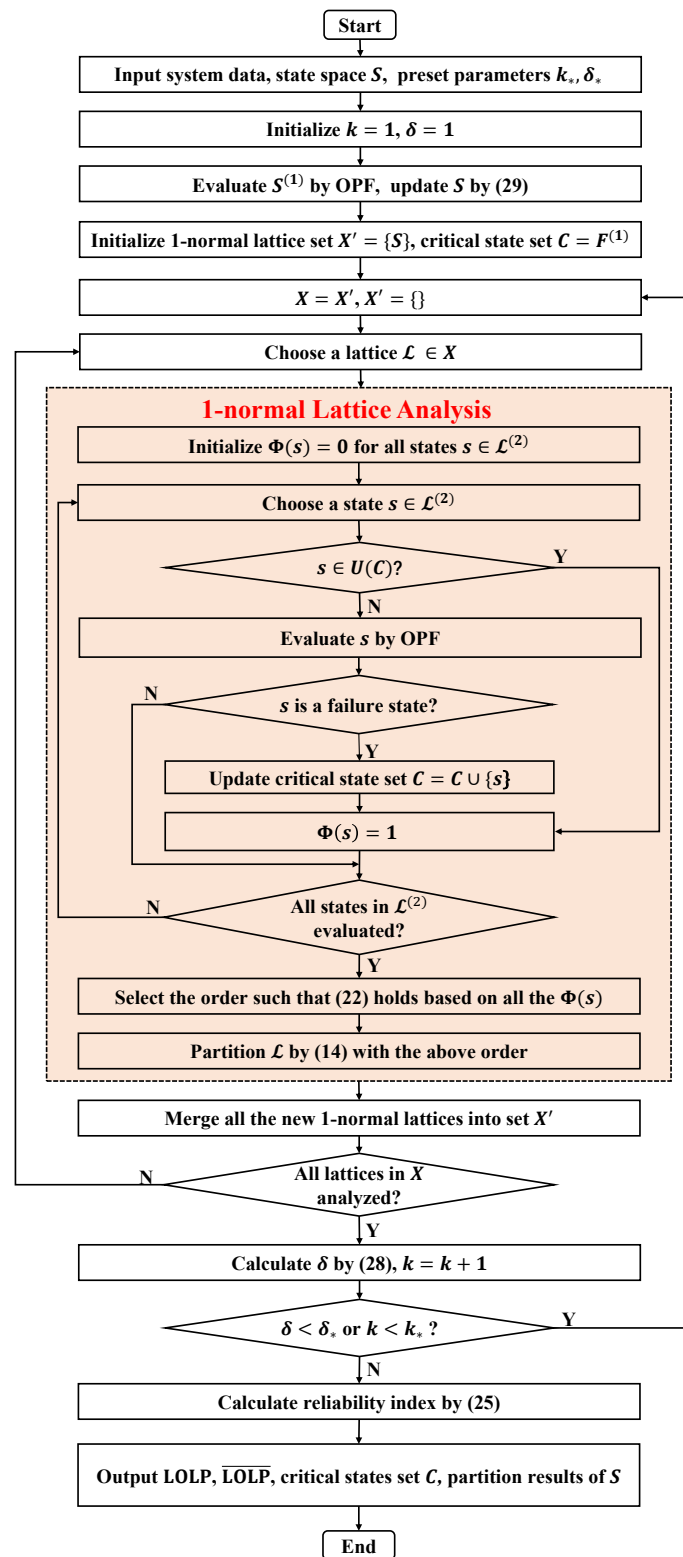 Start
Input system data, state space S, preset parameters k∗, δ∗
Initialize k = 1, δ = 1
Evaluate S⁽¹⁾ by OPF, update S by (29)
Initialize 1-normal lattice set X′ = {S}, critical state set C = F⁽¹⁾
X = X′, X′ = {}
Choose a lattice ℒ ∈ X
1-normal Lattice Analysis
Initialize Φ(s) = 0 for all states s ∈ ℒ⁽²⁾
Choose a state s ∈ ℒ⁽²⁾
s ∈ U(C)?
Y
N
Evaluate s by OPF
s is a failure state?
N
Y
Update critical state set C = C ∪ {s}
Φ(s) = 1
All states in ℒ⁽²⁾
evaluated?
N
Y
Select the order such that (22) holds based on all the Φ(s)
Partition ℒ by (14) with the above order
Merge all the new 1-normal lattices into set X′
All lattices in X
analyzed?
N
Y
Calculate δ by (28), k = k + 1
δ < δ∗ or k < k∗ ?
Y
N
Calculate reliability index by (25)
Output LOLP, L̅O̅L̅P̅, critical states set C, partition results of S
End